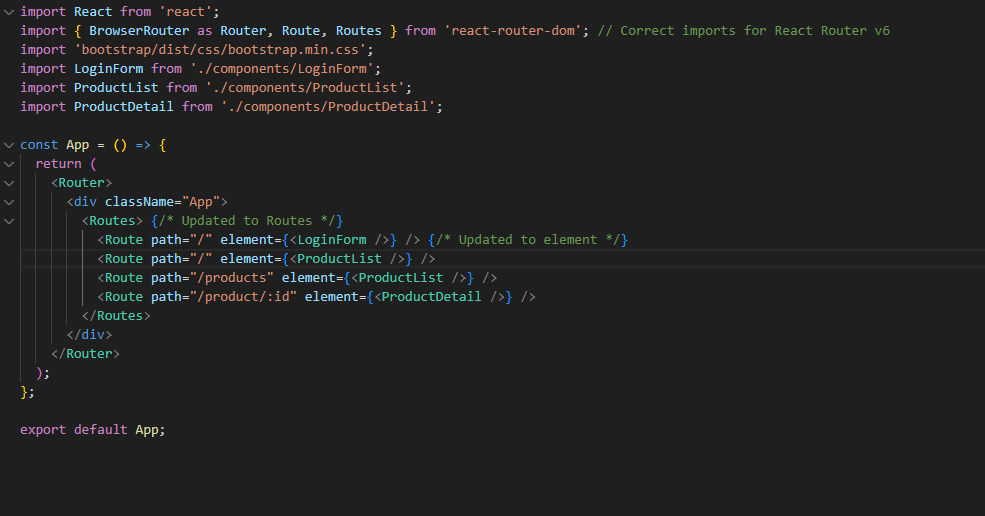 import React from 'react';
import { BrowserRouter as Router, Route, Routes } from 'react-router-dom'; // Correct imports for React Router v6
import 'bootstrap/dist/css/bootstrap.min.css';
import LoginForm from './components/LoginForm';
import ProductList from './components/ProductList';
import ProductDetail from './components/ProductDetail';

const App = () => {
  return (
    <Router>
      <div className="App">
        <Routes> {/* Updated to Routes */}
          <Route path="/" element={<LoginForm />} /> {/* Updated to element */}
          <Route path="/" element={<ProductList />} />
          <Route path="/products" element={<ProductList />} />
          <Route path="/product/:id" element={<ProductDetail />} />
        </Routes>
      </div>
    </Router>
  );
};

export default App;